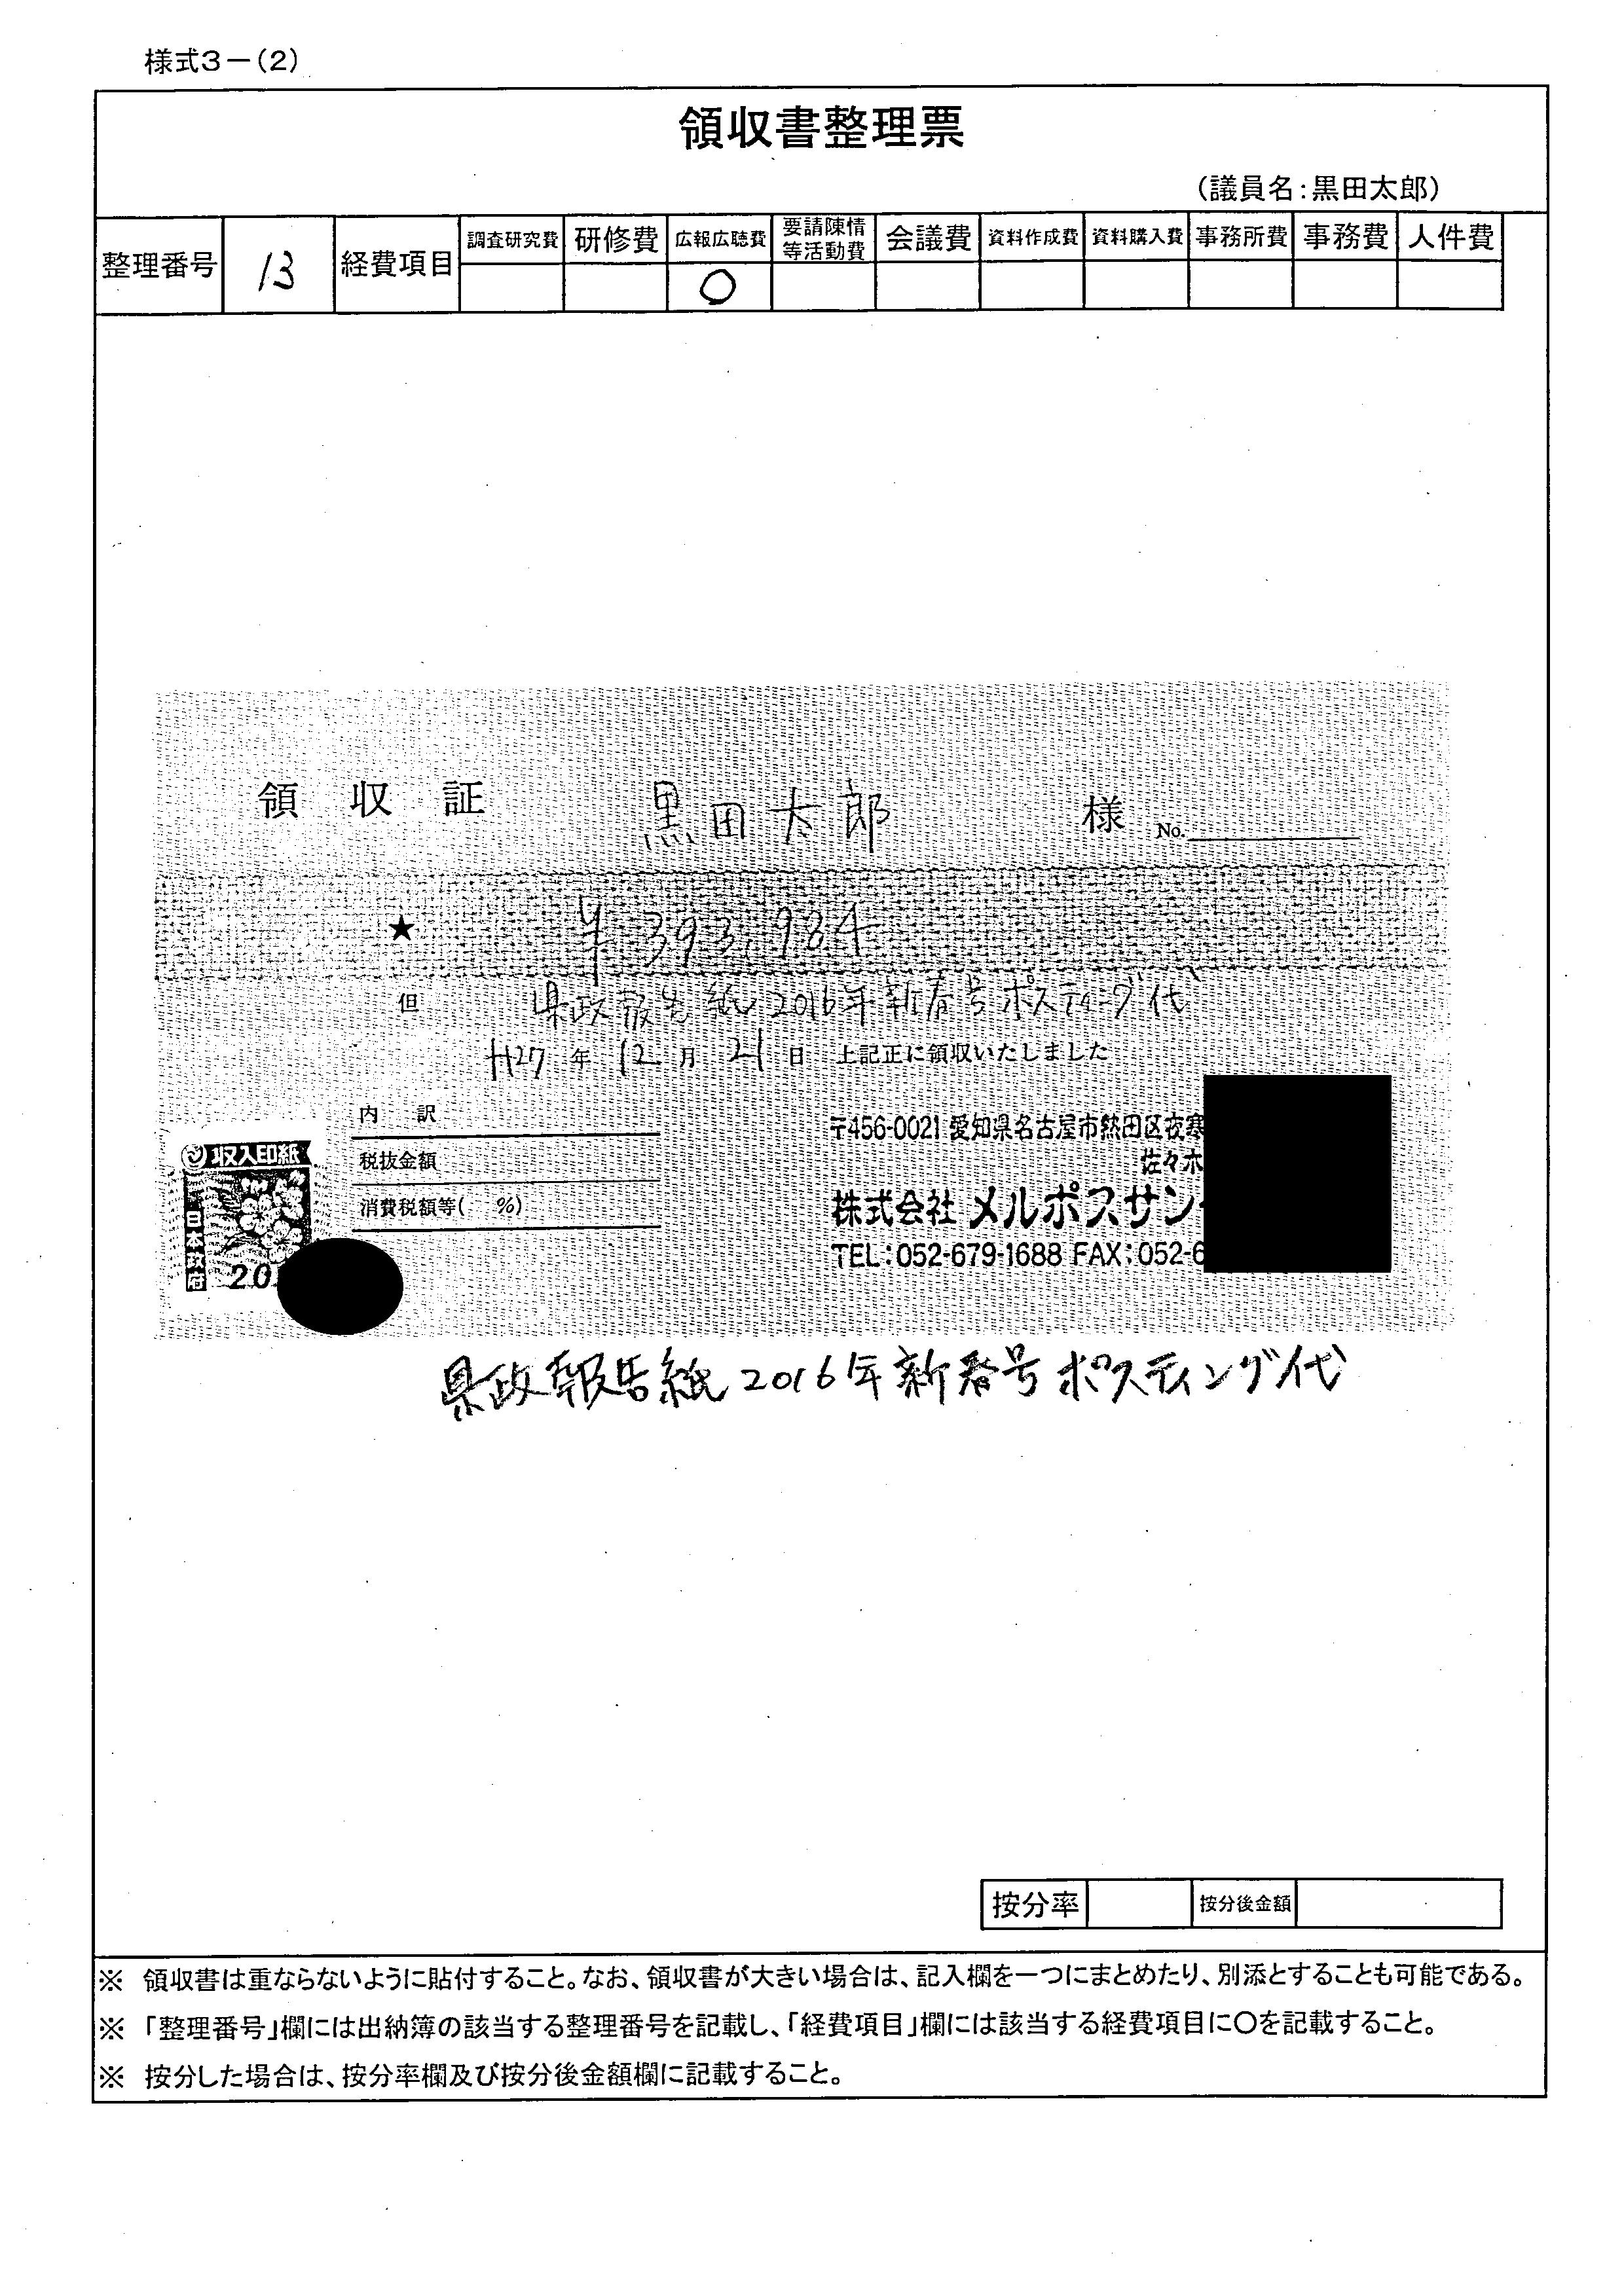 様式3－(2)
領収書整理票
(議員名:黒田太郎)
整理番号 13 経費項目 調査研究費 研修費 広報広聴費 要請陳情等活動費 会議費 資料作成費 資料購入費 事務所費 事務費 人件費
○
領収証 黒田太郎 様 No.
★ ¥393,984
但 県政報告紙2016年新春号ポスティング代
H27年12月21日 上記正に領収いたしました
内訳
税抜金額
消費税額等( %)
収入印紙
日本政府
20
〒456-0021 愛知県名古屋市熱田区夜寒
佐々木
株式会社 メルポスサン
TEL:052-679-1688 FAX:052-6
県政報告紙2016年新春号ポスティング代
按分率 按分後金額
※ 領収書は重ならないように貼付すること。なお、領収書が大きい場合は、記入欄を一つにまとめたり、別添とすることも可能である。
※ 「整理番号」欄には出納簿の該当する整理番号を記載し、「経費項目」欄には該当する経費項目に○を記載すること。
※ 按分した場合は、按分率欄及び按分後金額欄に記載すること。